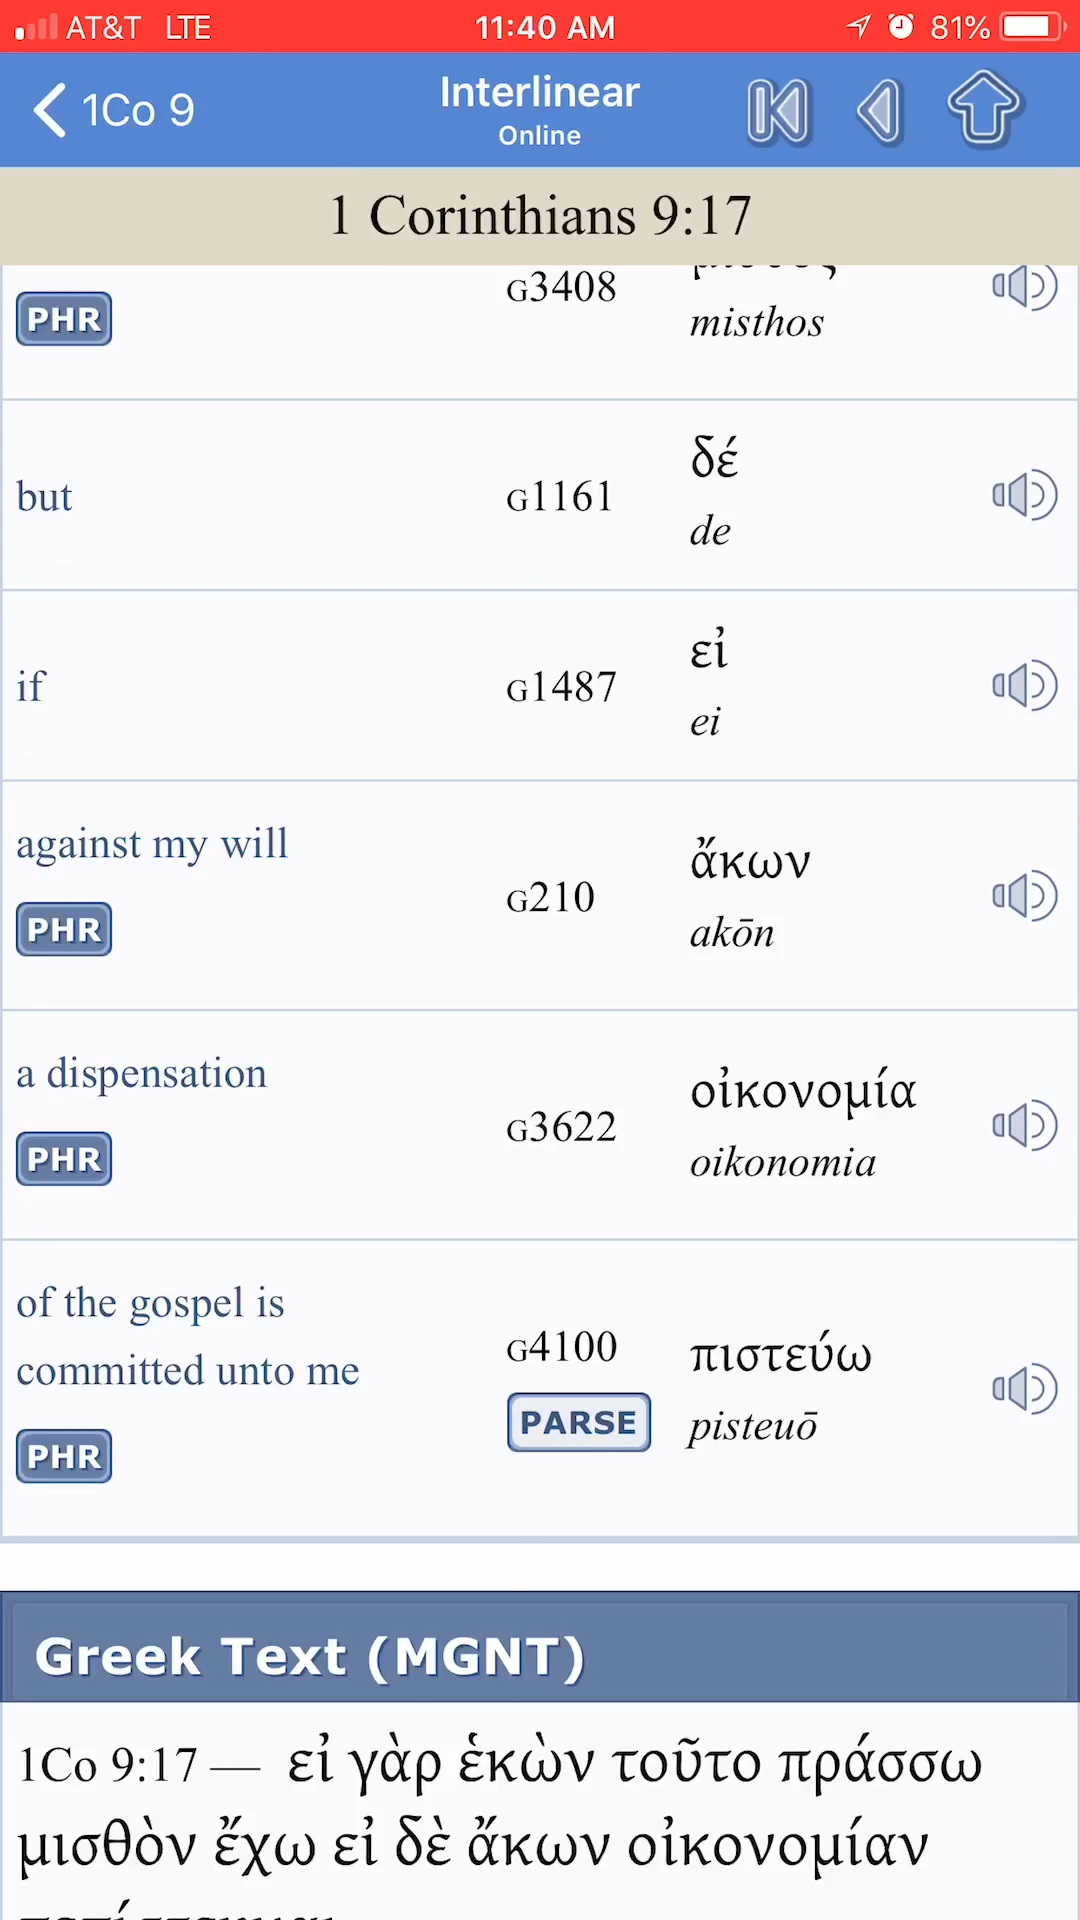 AT&T LTE 11:40 AM 81%
1Co 9 Interlinear
Online
1 Corinthians 9:17
G3408
PHR misthos
δέ
but G1161
de
εἰ
if G1487
ei
against my will ἄκων
G210
PHR akōn
a dispensation οἰκονομία
G3622
PHR oikonomia
of the gospel is
G4100 πιστεύω
committed unto me
PARSE pisteuō
PHR
Greek Text (MGNT)
1Co 9:17 — εἰ γὰρ ἑκὼν τοῦτο πράσσω
μισθὸν ἔχω εἰ δὲ ἄκων οἰκονομίαν